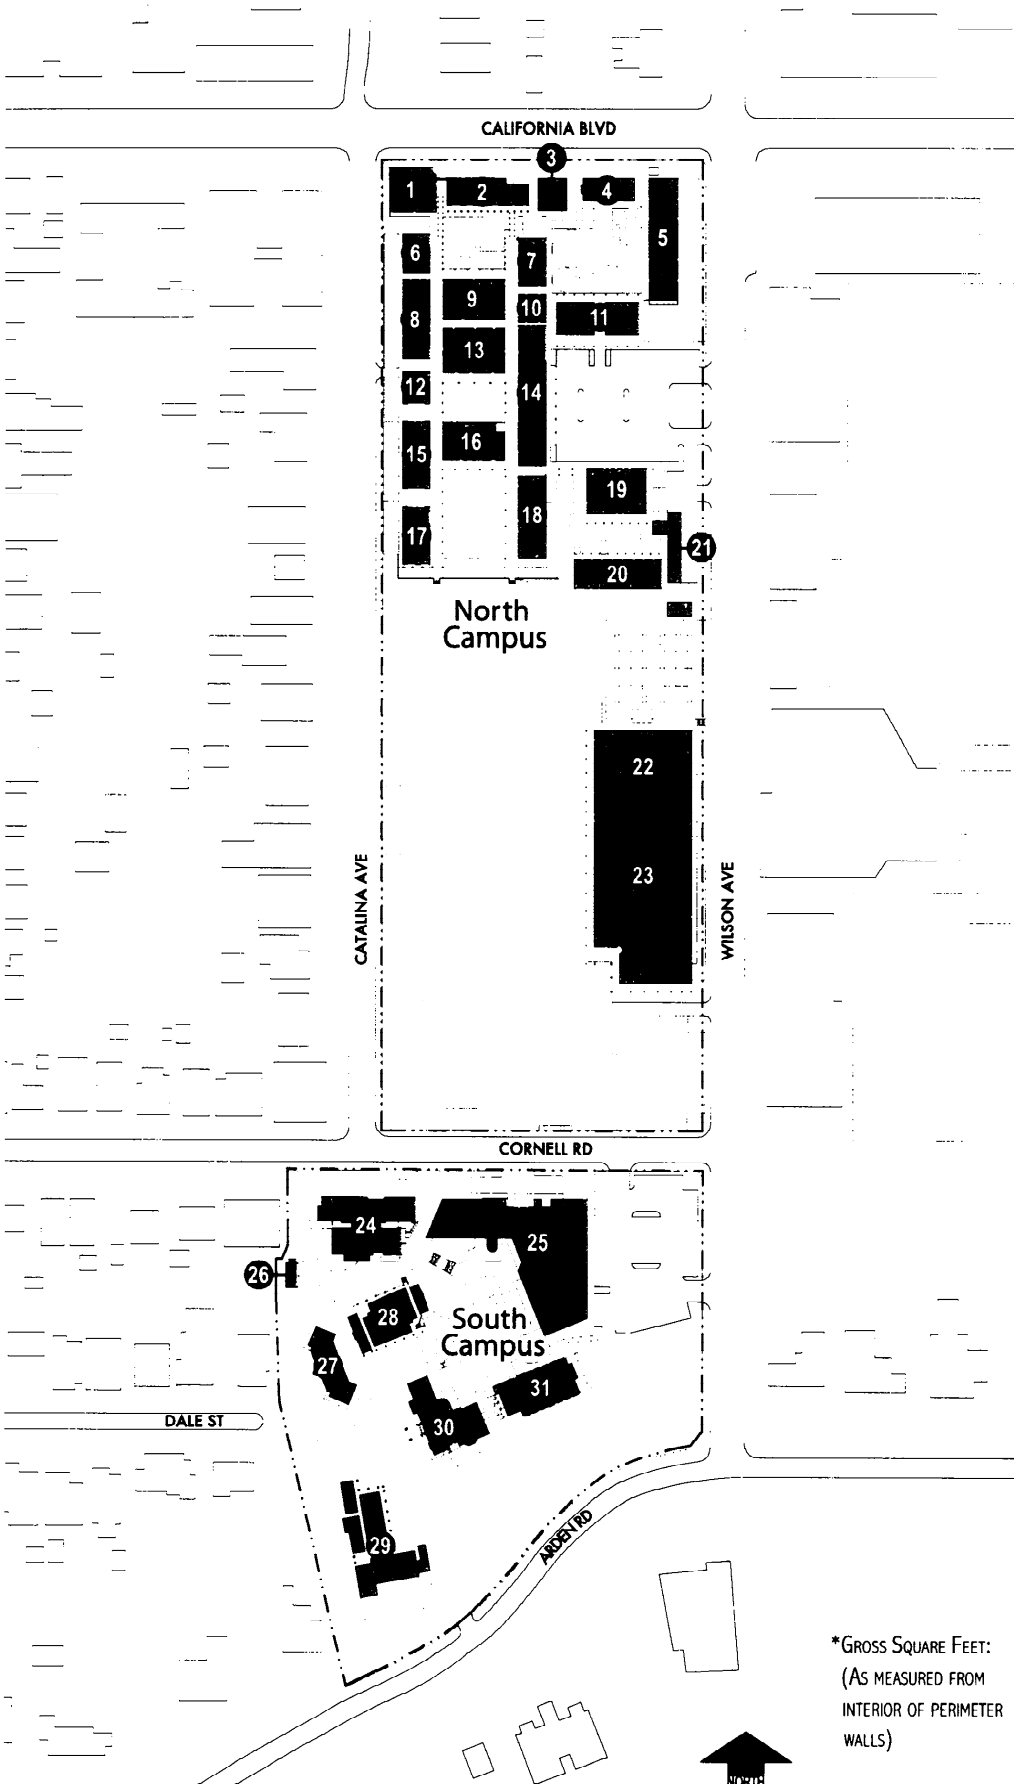 CALIFORNIA BLVD
3
1
2
4
5
6
7
9
10
8
11
13
12
14
16
15
19
18
17
21
20
North
Campus
22
23
CATALINA AVE
WILSON AVE
CORNELL RD
24
25
26
28
South
Campus
27
31
DALE ST
30
29
ARDEN RD
*GROSS SQUARE FEET:
(AS MEASURED FROM
INTERIOR OF PERIMETER
WALLS)
NORTH